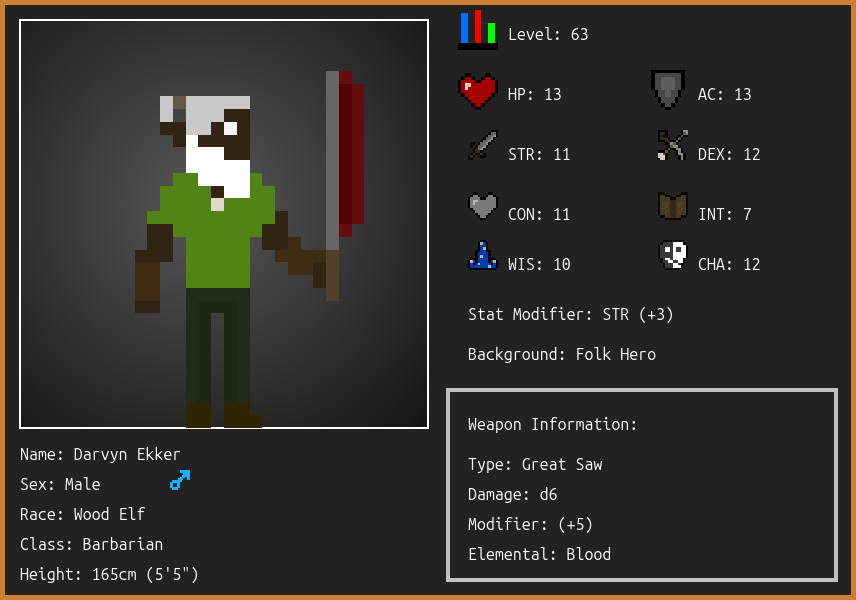 Level: 63
HP: 13
AC: 13
STR: 11
DEX: 12
CON: 11
INT: 7
WIS: 10
CHA: 12
Stat Modifier: STR (+3)
Background: Folk Hero
Weapon Information:
Type: Great Saw
Damage: d6
Modifier: (+5)
Elemental: Blood
Name: Darvyn Ekker
Sex: Male
Race: Wood Elf
Class: Barbarian
Height: 165cm (5'5")